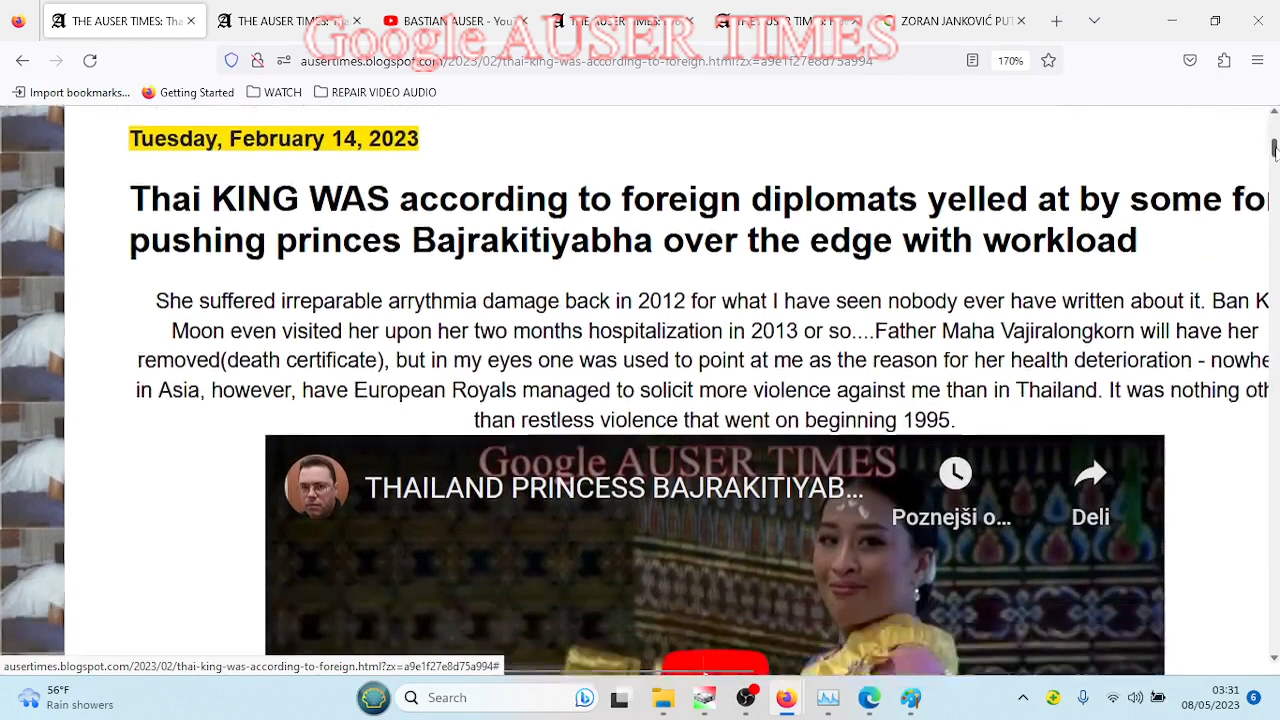 THE AUSER TIMES: Tha
THE AUSER TIMES: The
BASTIAN AUSER - You
THE AUSER TIMES:
ZORAN JANKOVIĆ PUT
Google AUSER TIMES
ausertimes.blogspot.com/2023/02/thai-king-was-according-to-foreign.html?zx=a9e1f27e8d75a994
170%
Import bookmarks...
Getting Started
WATCH
REPAIR VIDEO AUDIO
Tuesday, February 14, 2023
Thai KING WAS according to foreign diplomats yelled at by some for
pushing princes Bajrakitiyabha over the edge with workload
She suffered irreparable arrythmia damage back in 2012 for what I have seen nobody ever have written about it. Ban K
Moon even visited her upon her two months hospitalization in 2013 or so....Father Maha Vajiralongkorn will have her
removed(death certificate), but in my eyes one was used to point at me as the reason for her health deterioration - nowhe
in Asia, however, have European Royals managed to solicit more violence against me than in Thailand. It was nothing oth
than restless violence that went on beginning 1995.
Google AUSER TIMES
THAILAND PRINCESS BAJRAKITIYAB...
Poznejši o...
Deli
ausertimes.blogspot.com/2023/02/thai-king-was-according-to-foreign.html?zx=a9e1f27e8d75a994#
56°F
Rain showers
Search
03:31
08/05/2023
6